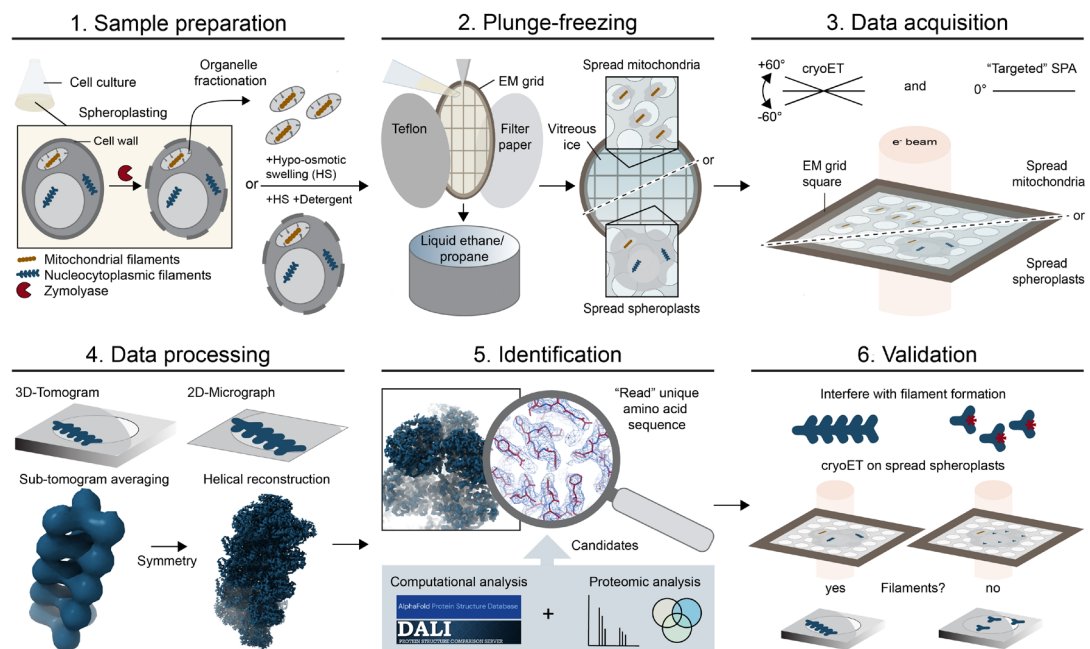 1. Sample preparation
Cell culture
Spheroplasting
Cell wall
Organelle
fractionation
or
+Hypo-osmotic
swelling (HS)
+HS +Detergent
Mitochondrial filaments
Nucleocytoplasmic filaments
Zymolyase
2. Plunge-freezing
EM grid
Teflon
Filter
paper
Liquid ethane/
propane
Spread mitochondria
Vitreous
ice
or
Spread spheroplasts
3. Data acquisition
+60°
cryoET
-60°
and
"Targeted" SPA
0°
e- beam
EM grid
square
Spread
mitochondria
or
Spread
spheroplasts
4. Data processing
3D-Tomogram
2D-Micrograph
Sub-tomogram averaging
Helical reconstruction
Symmetry
5. Identification
"Read" unique
amino acid
sequence
Candidates
Computational analysis
AlphaFold Protein Structure Database
DALI
PROTEIN STRUCTURE COMPARISON SERVER
+
Proteomic analysis
6. Validation
Interfere with filament formation
cryoET on spread spheroplasts
yes
Filaments?
no